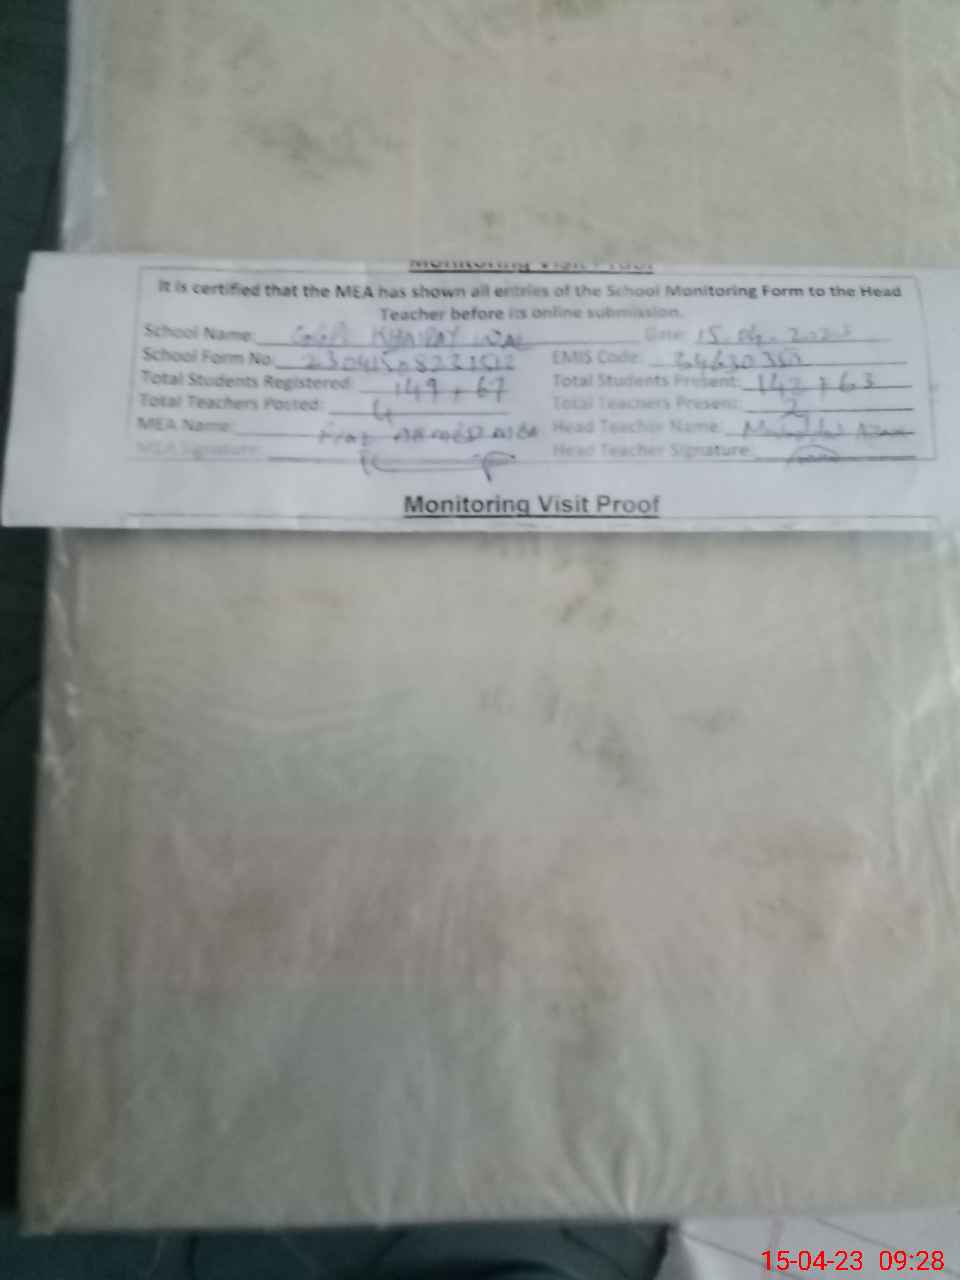 Monitoring Visit Proof
It is certified that the MEA has shown all entries of the School Monitoring Form to the Head
Teacher before its online submission.
School Name: Date: 15.04.2023
School Form No. EMIS Code:
Total Students Registered: 149 + 67 Total Students Present: 142 + 63
Total Teachers Posted: 4 Total Teachers Present: 2
MEA Name: Head Teacher Name:
MEA Signature: Head Teacher Signature:
Monitoring Visit Proof
15-04-23 09:28